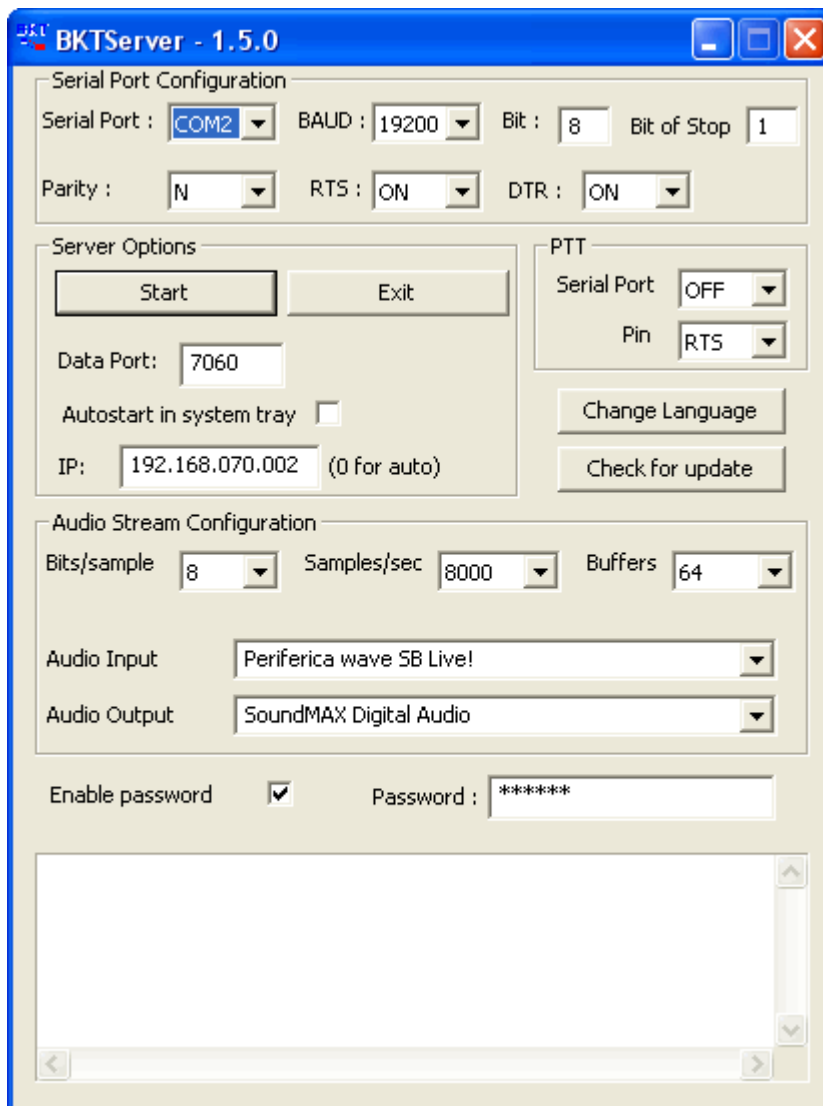 BKT BKTServer - 1.5.0
Serial Port Configuration
Serial Port : COM2 BAUD : 19200 Bit : 8 Bit of Stop 1
Parity : N RTS : ON DTR : ON
Server Options
Start Exit
Data Port: 7060
Autostart in system tray
IP: 192.168.070.002 (0 for auto)
PTT
Serial Port OFF
Pin RTS
Change Language
Check for update
Audio Stream Configuration
Bits/sample 8 Samples/sec 8000 Buffers 64
Audio Input Periferica wave SB Live!
Audio Output SoundMAX Digital Audio
Enable password Password : ******